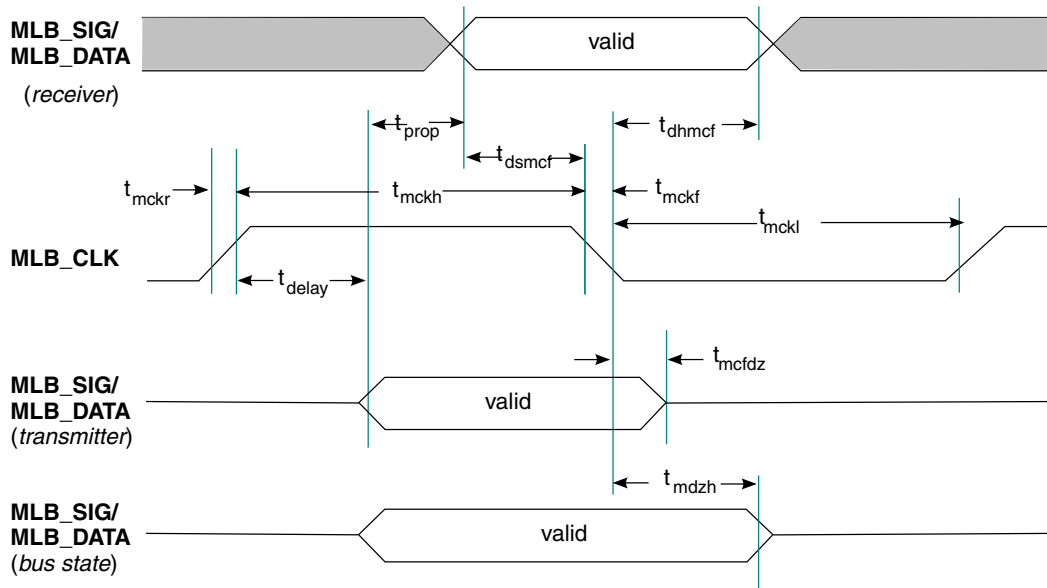 MLB_SIG/
MLB_DATA
(receiver)
valid
tprop
tdhmcf
tdsmcf
tmckr
tmckh
tmckf
tmckl
MLB_CLK
tdelay
tmcfdz
MLB_SIG/
MLB_DATA
(transmitter)
valid
tmdzh
MLB_SIG/
MLB_DATA
(bus state)
valid